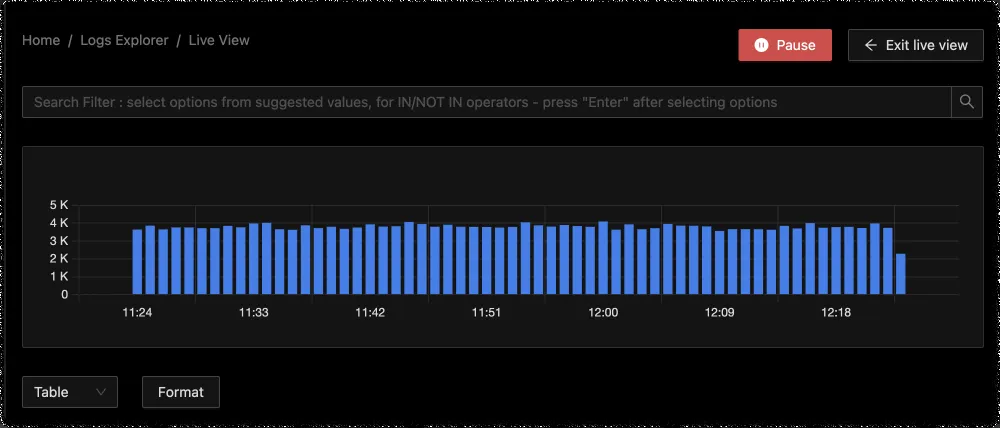 Home / Logs Explorer / Live View
Pause
Exit live view
Search Filter : select options from suggested values, for IN/NOT IN operators - press "Enter" after selecting options
5 K
4 K
3 K
2 K
1 K
0
11:24 11:33 11:42 11:51 12:00 12:09 12:18
Table
Format